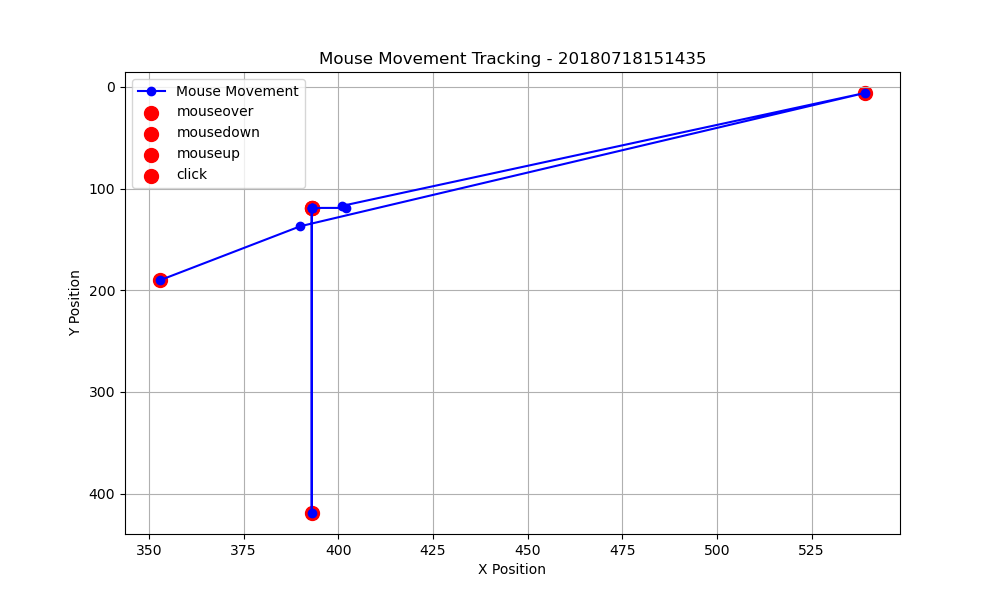 Mouse Movement Tracking - 20180718151435
Mouse Movement
mouseover
mousedown
mouseup
click
Y Position
0
100
200
300
400
350 375 400 425 450 475 500 525
X Position